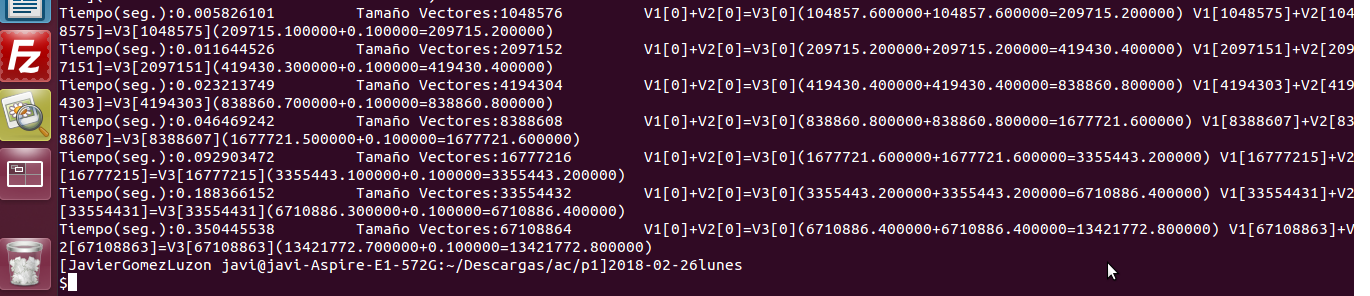 Tiempo(seg.):0.005826101 Tamaño Vectores:1048576 V1[0]+V2[0]=V3[0](104857.600000+104857.600000=209715.200000) V1[1048575]+V2[104
8575]=V3[1048575](209715.100000+0.100000=209715.200000)
Tiempo(seg.):0.011644526 Tamaño Vectores:2097152 V1[0]+V2[0]=V3[0](209715.200000+209715.200000=419430.400000) V1[2097151]+V2[209
7151]=V3[2097151](419430.300000+0.100000=419430.400000)
Tiempo(seg.):0.023213749 Tamaño Vectores:4194304 V1[0]+V2[0]=V3[0](419430.400000+419430.400000=838860.800000) V1[4194303]+V2[419
4303]=V3[4194303](838860.700000+0.100000=838860.800000)
Tiempo(seg.):0.046469242 Tamaño Vectores:8388608 V1[0]+V2[0]=V3[0](838860.800000+838860.800000=1677721.600000) V1[8388607]+V2[83
88607]=V3[8388607](1677721.500000+0.100000=1677721.600000)
Tiempo(seg.):0.092903472 Tamaño Vectores:16777216 V1[0]+V2[0]=V3[0](1677721.600000+1677721.600000=3355443.200000) V1[16777215]+V2
[16777215]=V3[16777215](3355443.100000+0.100000=3355443.200000)
Tiempo(seg.):0.188366152 Tamaño Vectores:33554432 V1[0]+V2[0]=V3[0](3355443.200000+3355443.200000=6710886.400000) V1[33554431]+V2
[33554431]=V3[33554431](6710886.300000+0.100000=6710886.400000)
Tiempo(seg.):0.350445538 Tamaño Vectores:67108864 V1[0]+V2[0]=V3[0](6710886.400000+6710886.400000=13421772.800000) V1[67108863]+V
2[67108863]=V3[67108863](13421772.700000+0.100000=13421772.800000)
[JavierGomezLuzon javi@javi-Aspire-E1-572G:~/Descargas/ac/p1]2018-02-26lunes
$